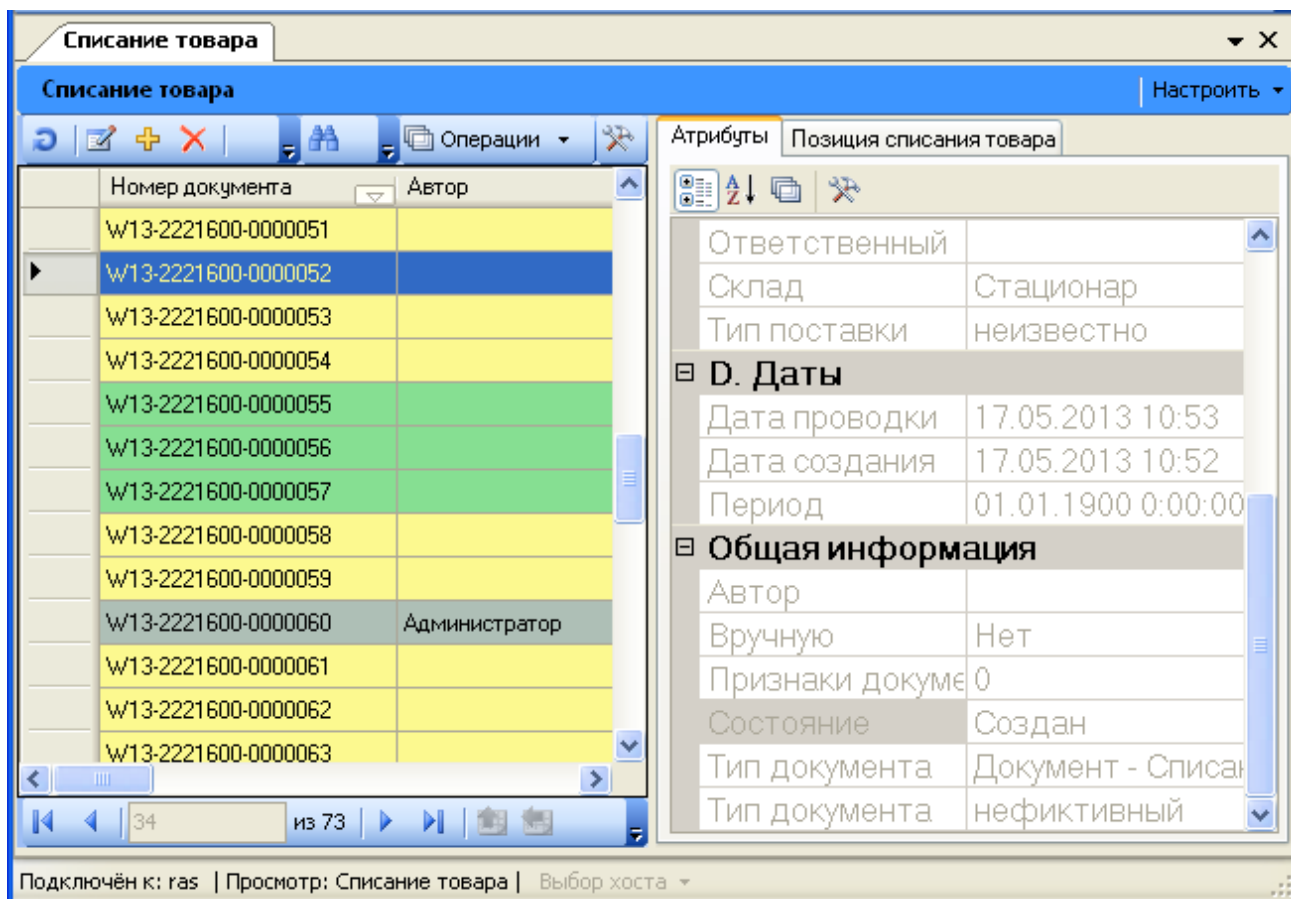 Списание товара
Списание товара
Настроить
Операции
Номер документа Автор
W13-2221600-0000051
W13-2221600-0000052
W13-2221600-0000053
W13-2221600-0000054
W13-2221600-0000055
W13-2221600-0000056
W13-2221600-0000057
W13-2221600-0000058
W13-2221600-0000059
W13-2221600-0000060 Администратор
W13-2221600-0000061
W13-2221600-0000062
W13-2221600-0000063
34 из 73
Атрибуты Позиция списания товара
Ответственный
Склад Стационар
Тип поставки неизвестно
D. Даты
Дата проводки 17.05.2013 10:53
Дата создания 17.05.2013 10:52
Период 01.01.1900 0:00:00
Общая информация
Автор
Вручную Нет
Признаки докуме 0
Состояние Создан
Тип документа Документ - Списан
Тип документа нефиктивный
Подключён к: ras | Просмотр: Списание товара | Выбор хоста